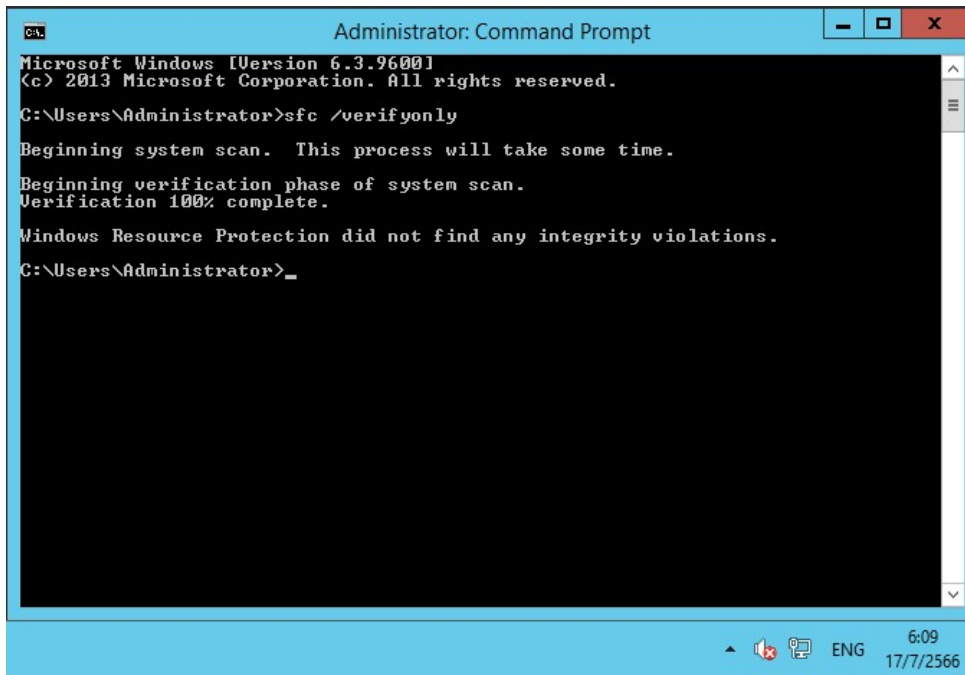 Administrator: Command Prompt
Microsoft Windows [Version 6.3.9600]
(c) 2013 Microsoft Corporation. All rights reserved.
C:\Users\Administrator>sfc /verifyonly
Beginning system scan.  This process will take some time.
Beginning verification phase of system scan.
Verification 100% complete.
Windows Resource Protection did not find any integrity violations.
C:\Users\Administrator>_
ENG
6:09
17/7/2566